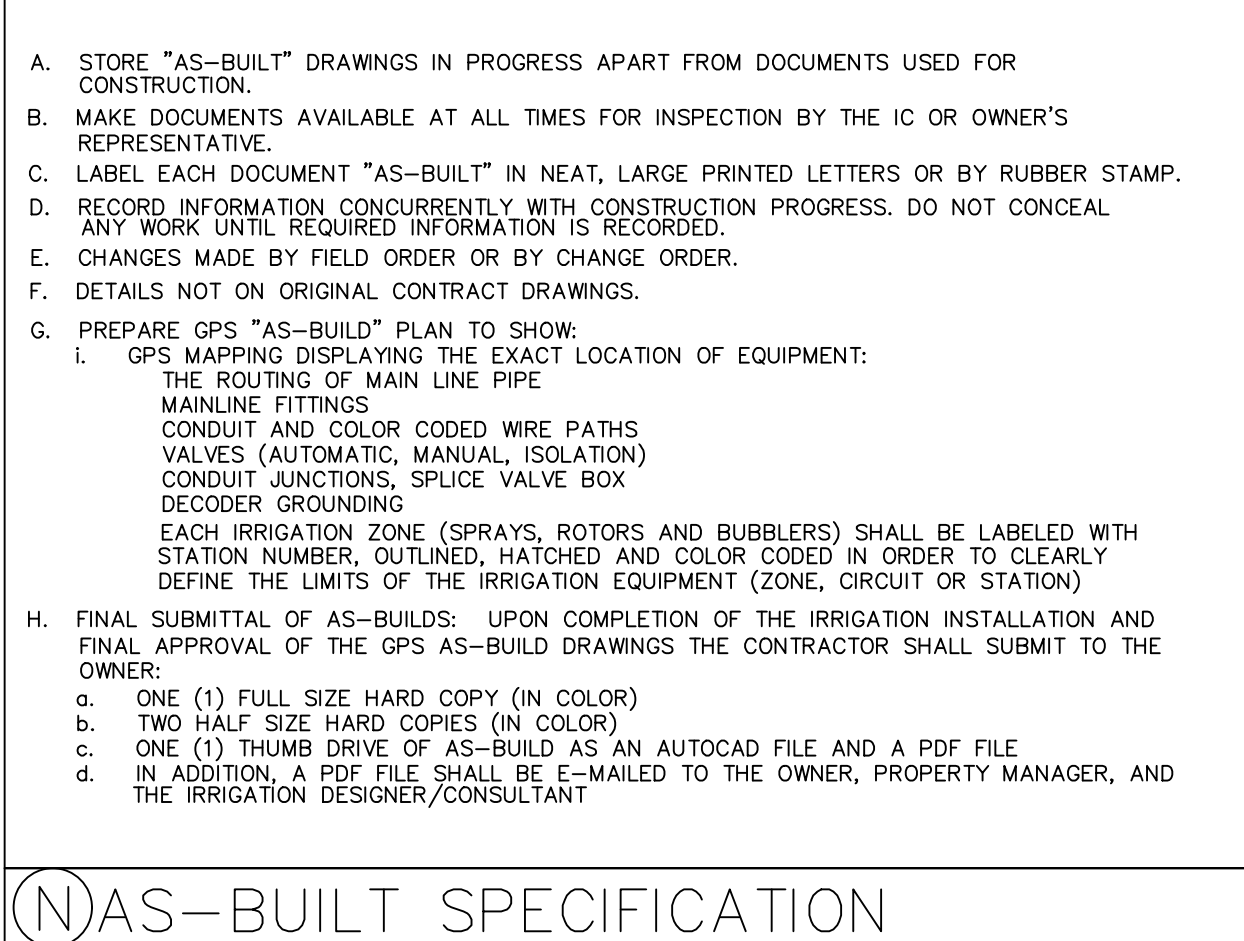 A. STORE "AS-BUILT" DRAWINGS IN PROGRESS APART FROM DOCUMENTS USED FOR
CONSTRUCTION.
B. MAKE DOCUMENTS AVAILABLE AT ALL TIMES FOR INSPECTION BY THE IC OR OWNER'S
REPRESENTATIVE.
C. LABEL EACH DOCUMENT "AS-BUILT" IN NEAT, LARGE PRINTED LETTERS OR BY RUBBER STAMP.
D. RECORD INFORMATION CONCURRENTLY WITH CONSTRUCTION PROGRESS. DO NOT CONCEAL
ANY WORK UNTIL REQUIRED INFORMATION IS RECORDED.
E. CHANGES MADE BY FIELD ORDER OR BY CHANGE ORDER.
F. DETAILS NOT ON ORIGINAL CONTRACT DRAWINGS.
G. PREPARE GPS "AS-BUILD" PLAN TO SHOW:
i. GPS MAPPING DISPLAYING THE EXACT LOCATION OF EQUIPMENT:
THE ROUTING OF MAIN LINE PIPE
MAINLINE FITTINGS
CONDUIT AND COLOR CODED WIRE PATHS
VALVES (AUTOMATIC, MANUAL, ISOLATION)
CONDUIT JUNCTIONS, SPLICE VALVE BOX
DECODER GROUNDING
EACH IRRIGATION ZONE (SPRAYS, ROTORS AND BUBBLERS) SHALL BE LABELED WITH
STATION NUMBER, OUTLINED, HATCHED AND COLOR CODED IN ORDER TO CLEARLY
DEFINE THE LIMITS OF THE IRRIGATION EQUIPMENT (ZONE, CIRCUIT OR STATION)
H. FINAL SUBMITTAL OF AS-BUILDS: UPON COMPLETION OF THE IRRIGATION INSTALLATION AND
FINAL APPROVAL OF THE GPS AS-BUILD DRAWINGS THE CONTRACTOR SHALL SUBMIT TO THE
OWNER:
a. ONE (1) FULL SIZE HARD COPY (IN COLOR)
b. TWO HALF SIZE HARD COPIES (IN COLOR)
c. ONE (1) THUMB DRIVE OF AS-BUILD AS AN AUTOCAD FILE AND A PDF FILE
d. IN ADDITION, A PDF FILE SHALL BE E-MAILED TO THE OWNER, PROPERTY MANAGER, AND
THE IRRIGATION DESIGNER/CONSULTANT
N AS-BUILT SPECIFICATION